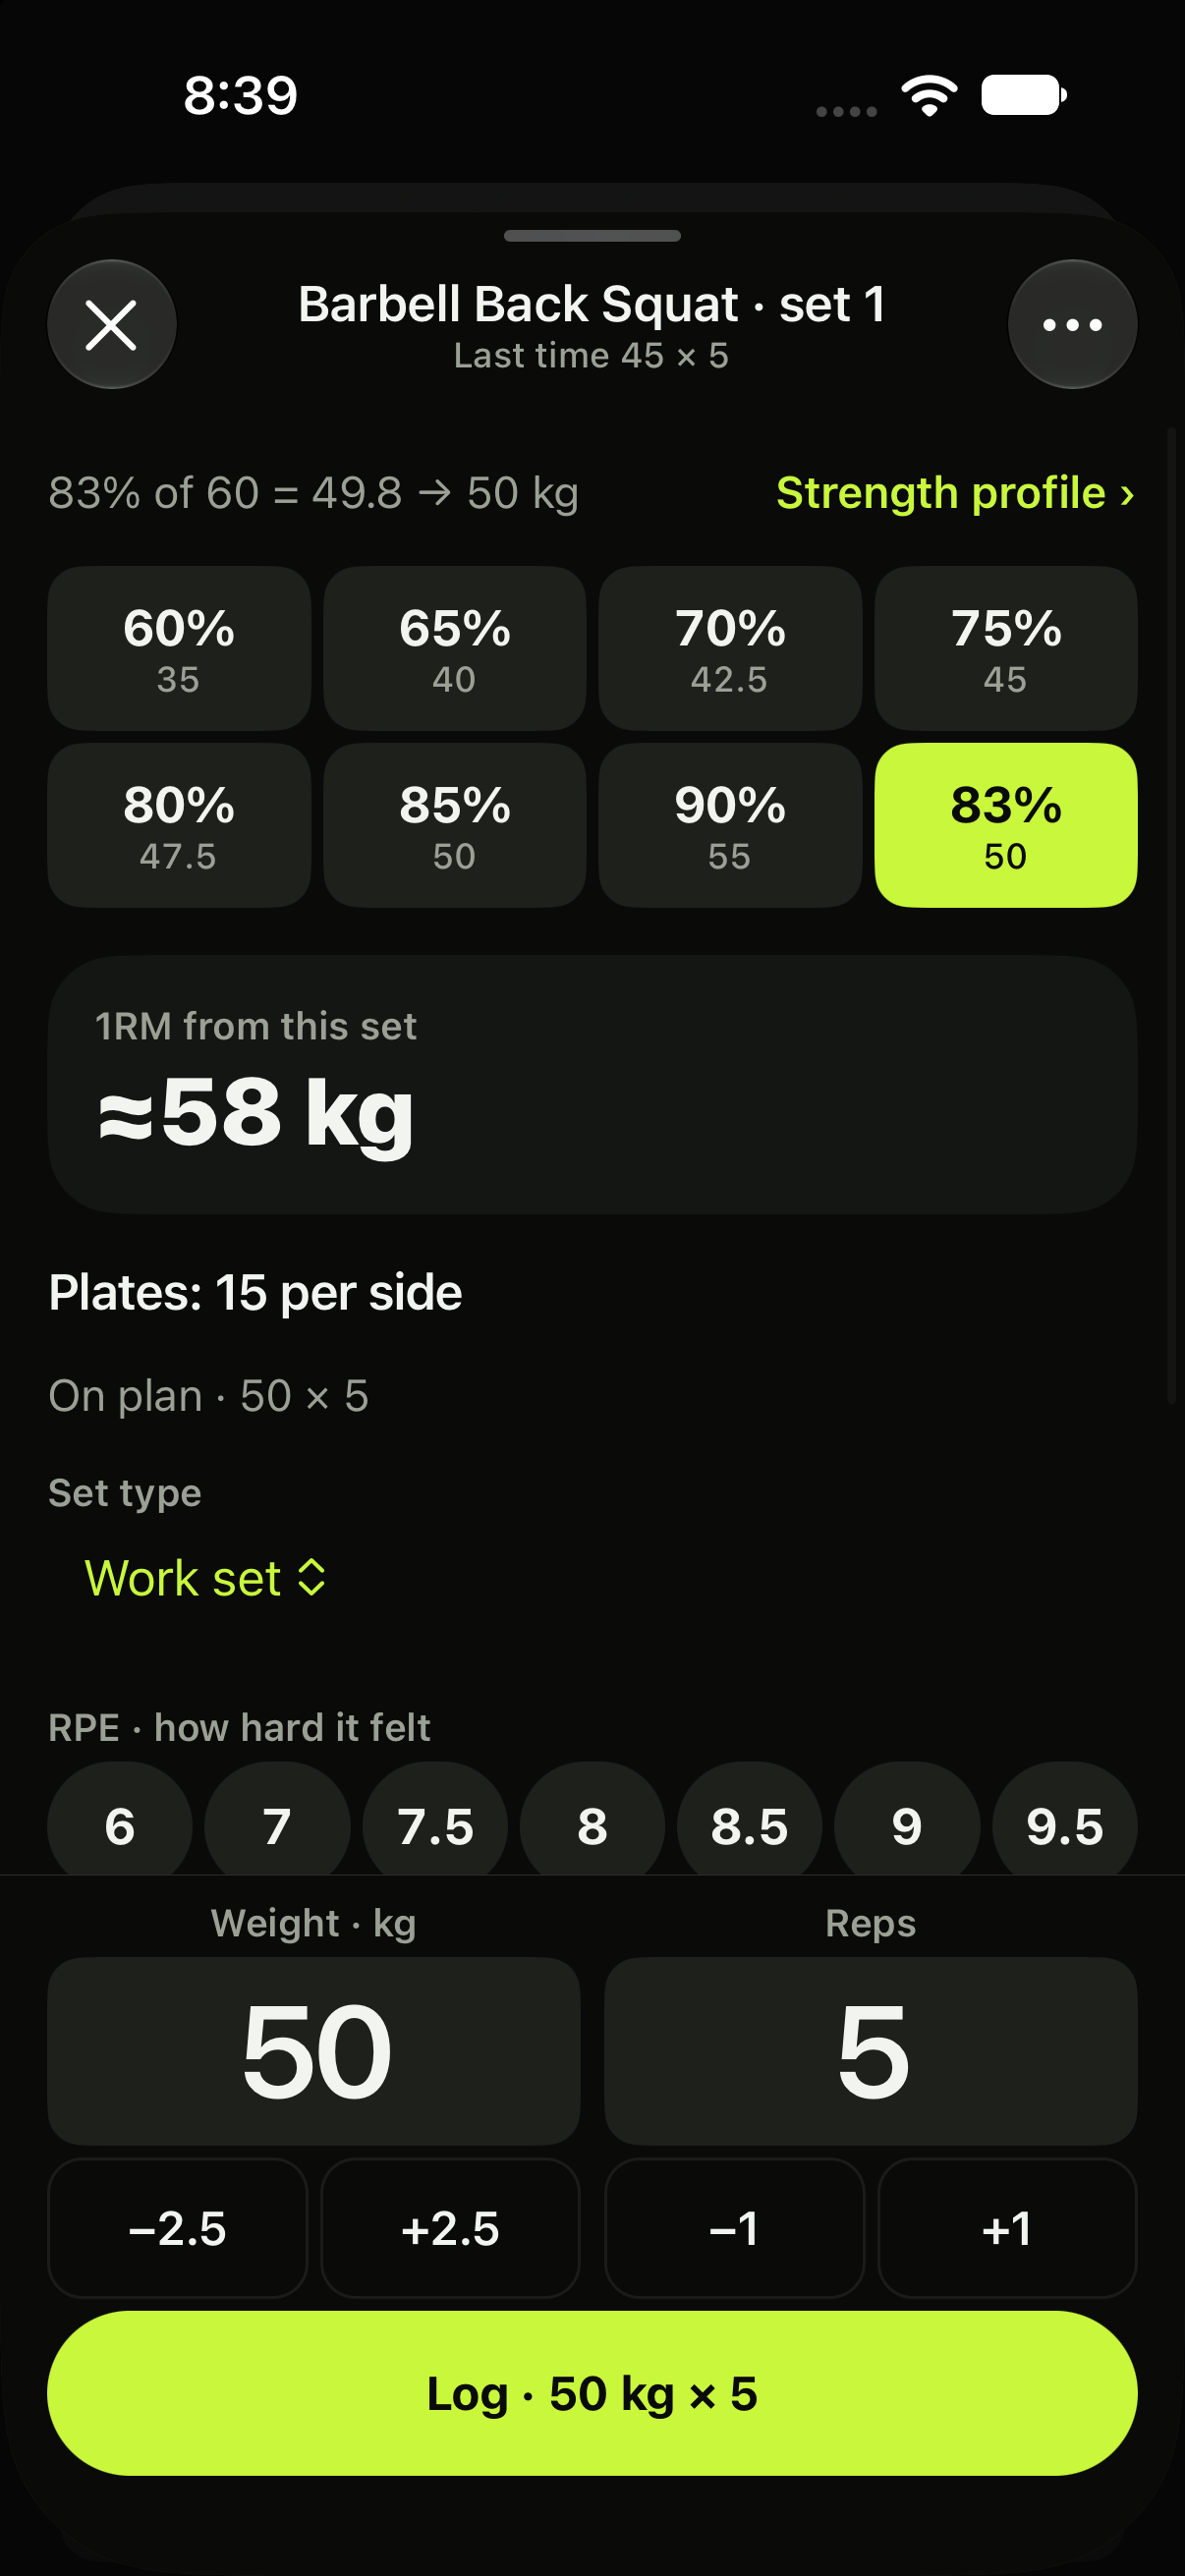 8:39
Barbell Back Squat · set 1
Last time 45 × 5
83% of 60 = 49.8 → 50 kg
Strength profile ›
60% 65% 70% 75%
35 40 42.5 45
80% 85% 90% 83%
47.5 50 55 50
1RM from this set
≈58 kg
Plates: 15 per side
On plan · 50 × 5
Set type
Work set
RPE · how hard it felt
6 7 7.5 8 8.5 9 9.5
Weight · kg Reps
50 5
–2.5 +2.5 –1 +1
Log · 50 kg × 5